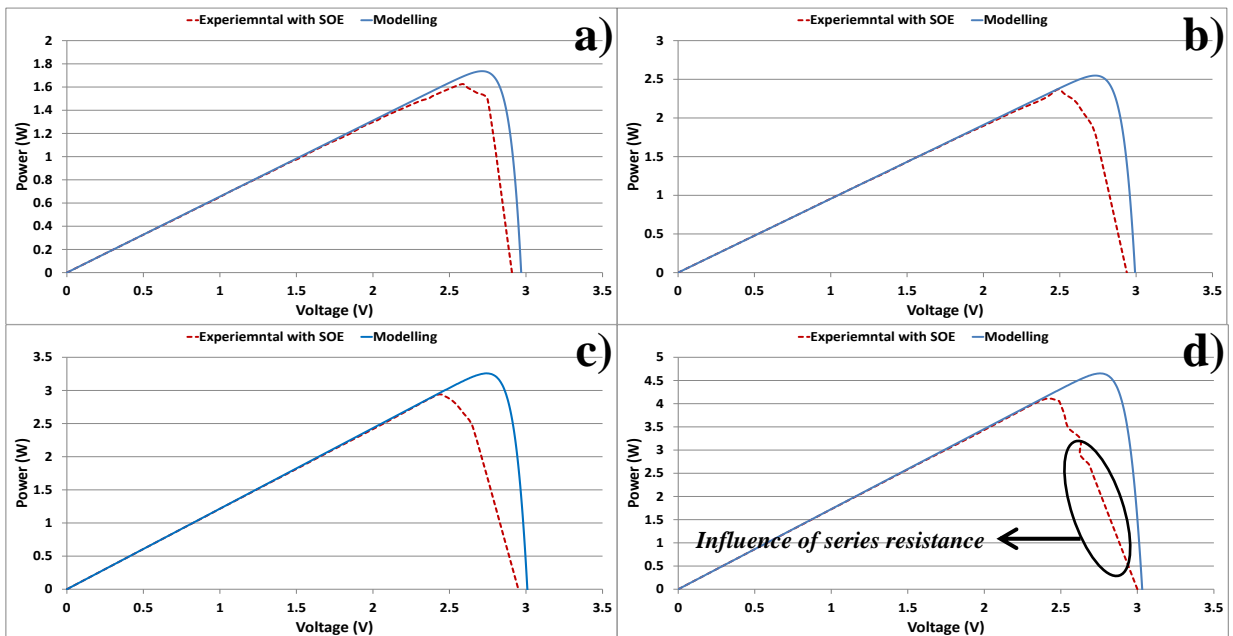 Experiemntal with SOE Modelling
a)
Power (W)
2
1.8
1.6
1.4
1.2
1
0.8
0.6
0.4
0.2
0
0 0.5 1 1.5 2 2.5 3 3.5
Voltage (V)
Experiemntal with SOE Modelling
b)
Power (W)
3
2.5
2
1.5
1
0.5
0
0 0.5 1 1.5 2 2.5 3 3.5
Voltage (V)
Experiemntal with SOE Modelling
c)
Power (W)
3.5
3
2.5
2
1.5
1
0.5
0
0 0.5 1 1.5 2 2.5 3 3.5
Voltage (V)
Experiemntal with SOE Modelling
d)
Power (W)
5
4.5
4
3.5
3
2.5
2
1.5
1
0.5
0
Influence of series resistance
0 0.5 1 1.5 2 2.5 3 3.5
Voltage (V)